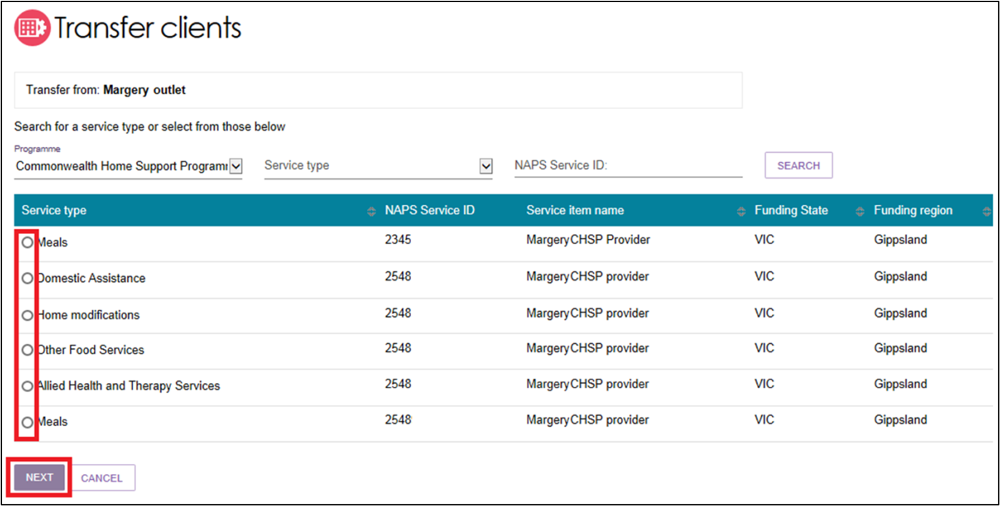 Transfer clients
Transfer from: Margery outlet
Search for a service type or select from those below
Programme
Commonwealth Home Support Programm Service type NAPS Service ID: SEARCH
Service type NAPS Service ID Service item name Funding State Funding region
Meals 2345 MargeryCHSP Provider VIC Gippsland
Domestic Assistance 2548 MargeryCHSP provider VIC Gippsland
Home modifications 2548 MargeryCHSP provider VIC Gippsland
Other Food Services 2548 MargeryCHSP provider VIC Gippsland
Allied Health and Therapy Services 2548 MargeryCHSP provider VIC Gippsland
Meals 2548 MargeryCHSP provider VIC Gippsland
NEXT CANCEL